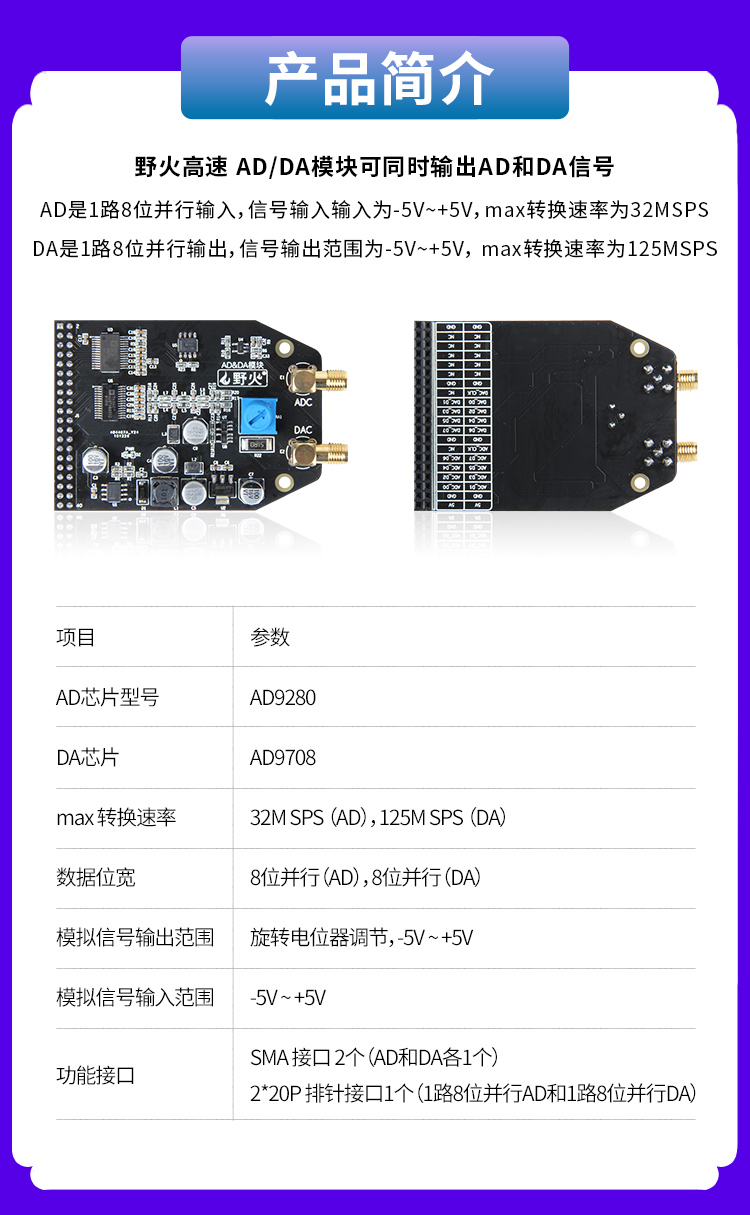 产品简介
野火高速 AD/DA模块可同时输出AD和DA信号
AD是1路8位并行输入，信号输入输入为-5V~+5V，max转换速率为32MSPS
DA是1路8位并行输出，信号输出范围为-5V~+5V，max转换速率为125MSPS
AD&DA模块
野火
ADC
DAC
项目 参数
AD芯片型号 AD9280
DA芯片 AD9708
max 转换速率 32M SPS（AD），125M SPS（DA）
数据位宽 8位并行（AD），8位并行（DA）
模拟信号输出范围 旋转电位器调节，-5V ~ +5V
模拟信号输入范围 -5V ~ +5V
功能接口 SMA 接口 2个（AD和DA各1个）
2*20P 排针接口1个（1路8位并行AD和1路8位并行DA）